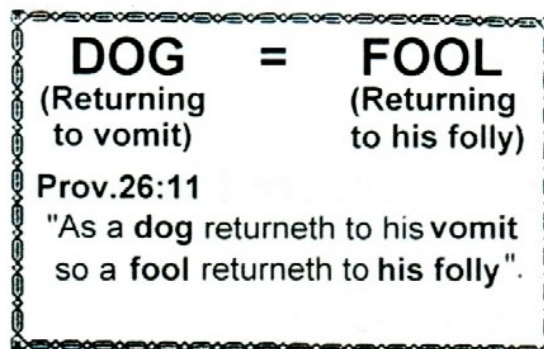 DOG = FOOL
(Returning (Returning
to vomit) to his folly)
Prov.26:11
"As a dog returneth to his vomit
so a fool returneth to his folly".